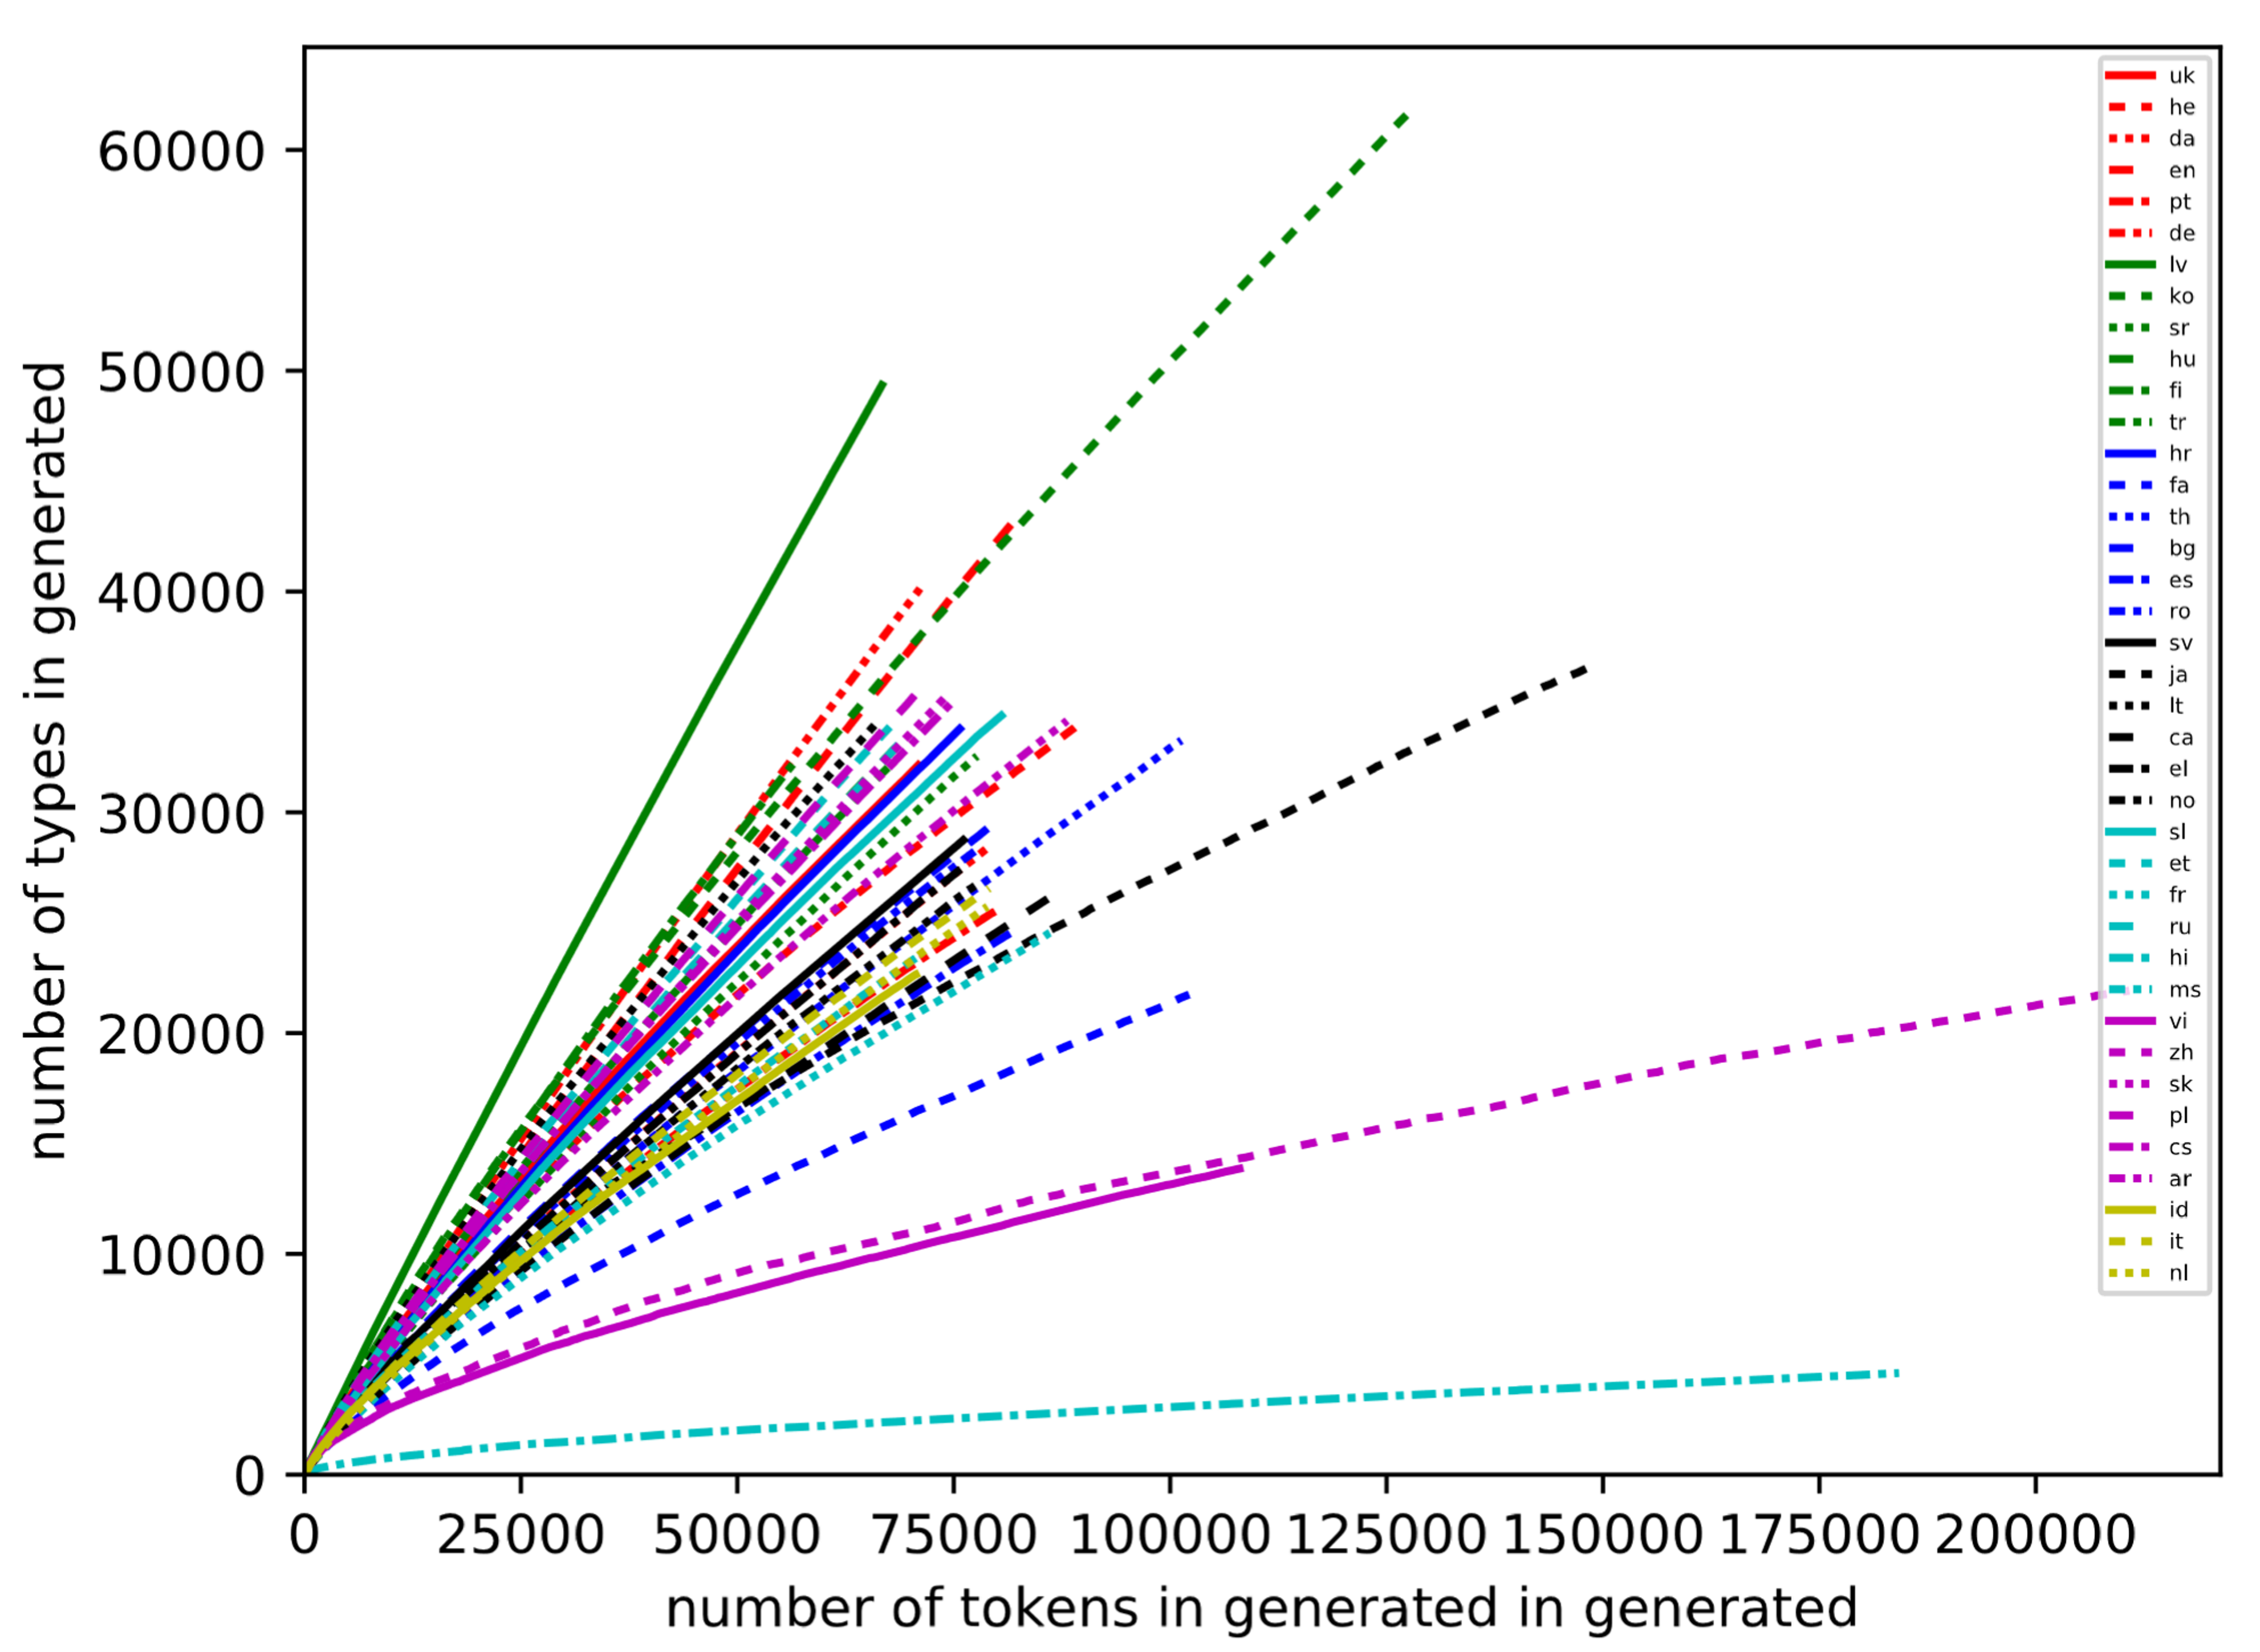 number of types in generated
60000
50000
40000
30000
20000
10000
0
0 25000 50000 75000 100000 125000 150000 175000 200000
number of tokens in generated in generated
uk
he
da
en
pt
de
lv
ko
sr
hu
fi
tr
hr
fa
th
bg
es
ro
sv
ja
lt
ca
el
no
sl
et
fr
ru
hi
ms
vi
zh
sk
pl
cs
ar
id
it
nl